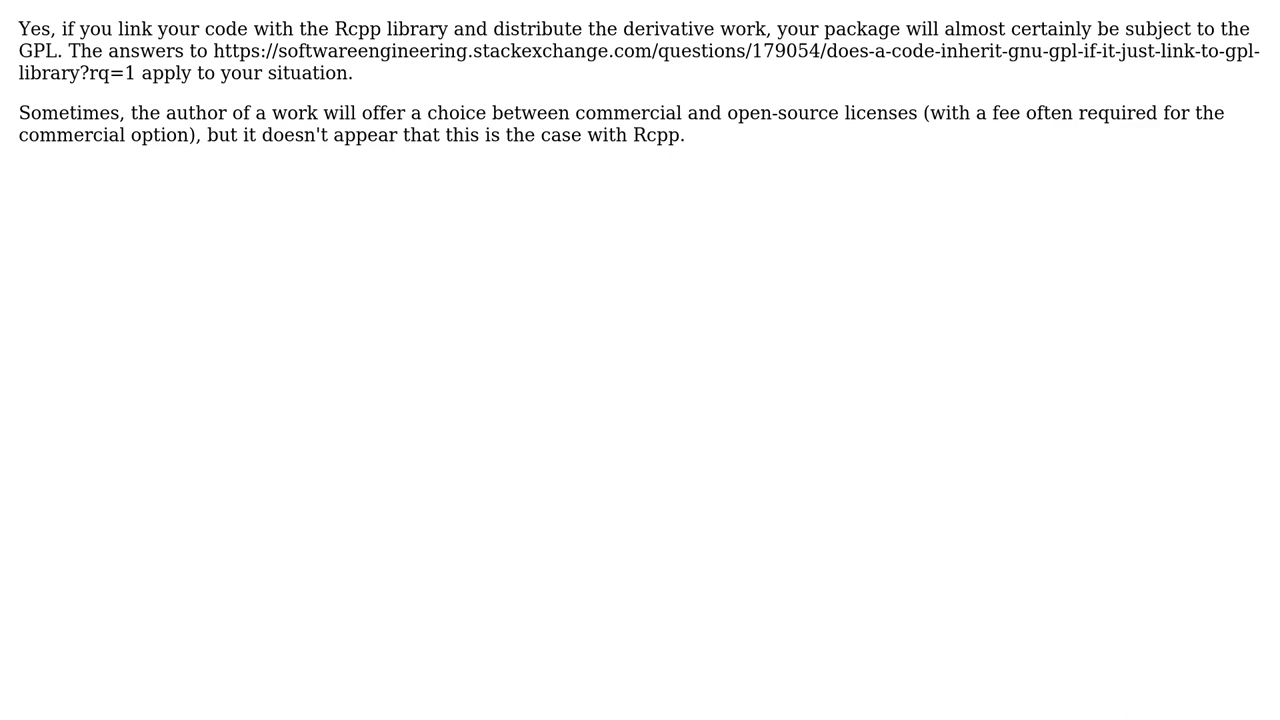 Yes, if you link your code with the Rcpp library and distribute the derivative work, your package will almost certainly be subject to the
GPL. The answers to https://softwareengineering.stackexchange.com/questions/179054/does-a-code-inherit-gnu-gpl-if-it-just-link-to-gpl-
library?rq=1 apply to your situation.
Sometimes, the author of a work will offer a choice between commercial and open-source licenses (with a fee often required for the
commercial option), but it doesn't appear that this is the case with Rcpp.